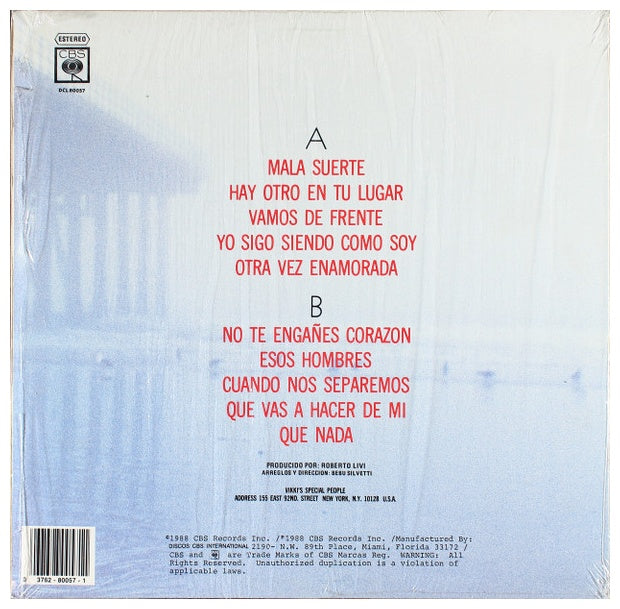 ESTEREO
CBS
DCL 80057
A
MALA SUERTE
HAY OTRO EN TU LUGAR
VAMOS DE FRENTE
YO SIGO SIENDO COMO SOY
OTRA VEZ ENAMORADA
B
NO TE ENGAÑES CORAZON
ESOS HOMBRES
CUANDO NOS SEPAREMOS
QUE VAS A HACER DE MI
QUE NADA
PRODUCIDO POR: ROBERTO LIVI
ARREGLOS Y DIRECCION: BEBU SILVETTI
VIKKI'S SPECIAL PEOPLE
ADDRESS 155 EAST 92ND. STREET NEW YORK, N.Y. 10128 U.S.A.
©1988 CBS Records Inc. /℗1988 CBS Records Inc. /Manufactured By:
DISCOS CBS INTERNATIONAL 2190- N.W. 89th Place, Miami, Florida 33172 /
CBS and are Trade Marks of CBS Marcas Reg. WARNING: All
Rights Reserved. Unauthorized duplication is a violation of
applicable laws.
3762-80057-1